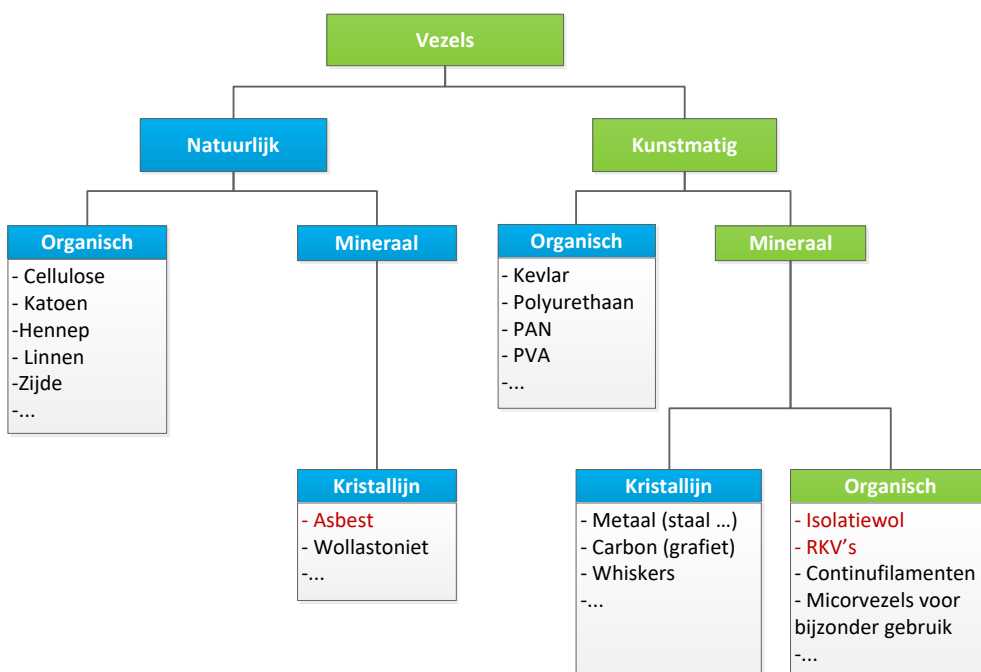 Vezels
Natuurlijk
Kunstmatig
Organisch
- Cellulose
- Katoen
-Hennep
- Linnen
-Zijde
-...
Mineraal
Kristallijn
- Asbest
- Wollastoniet
-...
Organisch
- Kevlar
- Polyurethaan
- PAN
- PVA
-...
Mineraal
Kristallijn
- Metaal (staal ...)
- Carbon (grafiet)
- Whiskers
-...
Organisch
- Isolatiewol
- RKV's
- Continufilamenten
- Micorvezels voor
bijzonder gebruik
-...